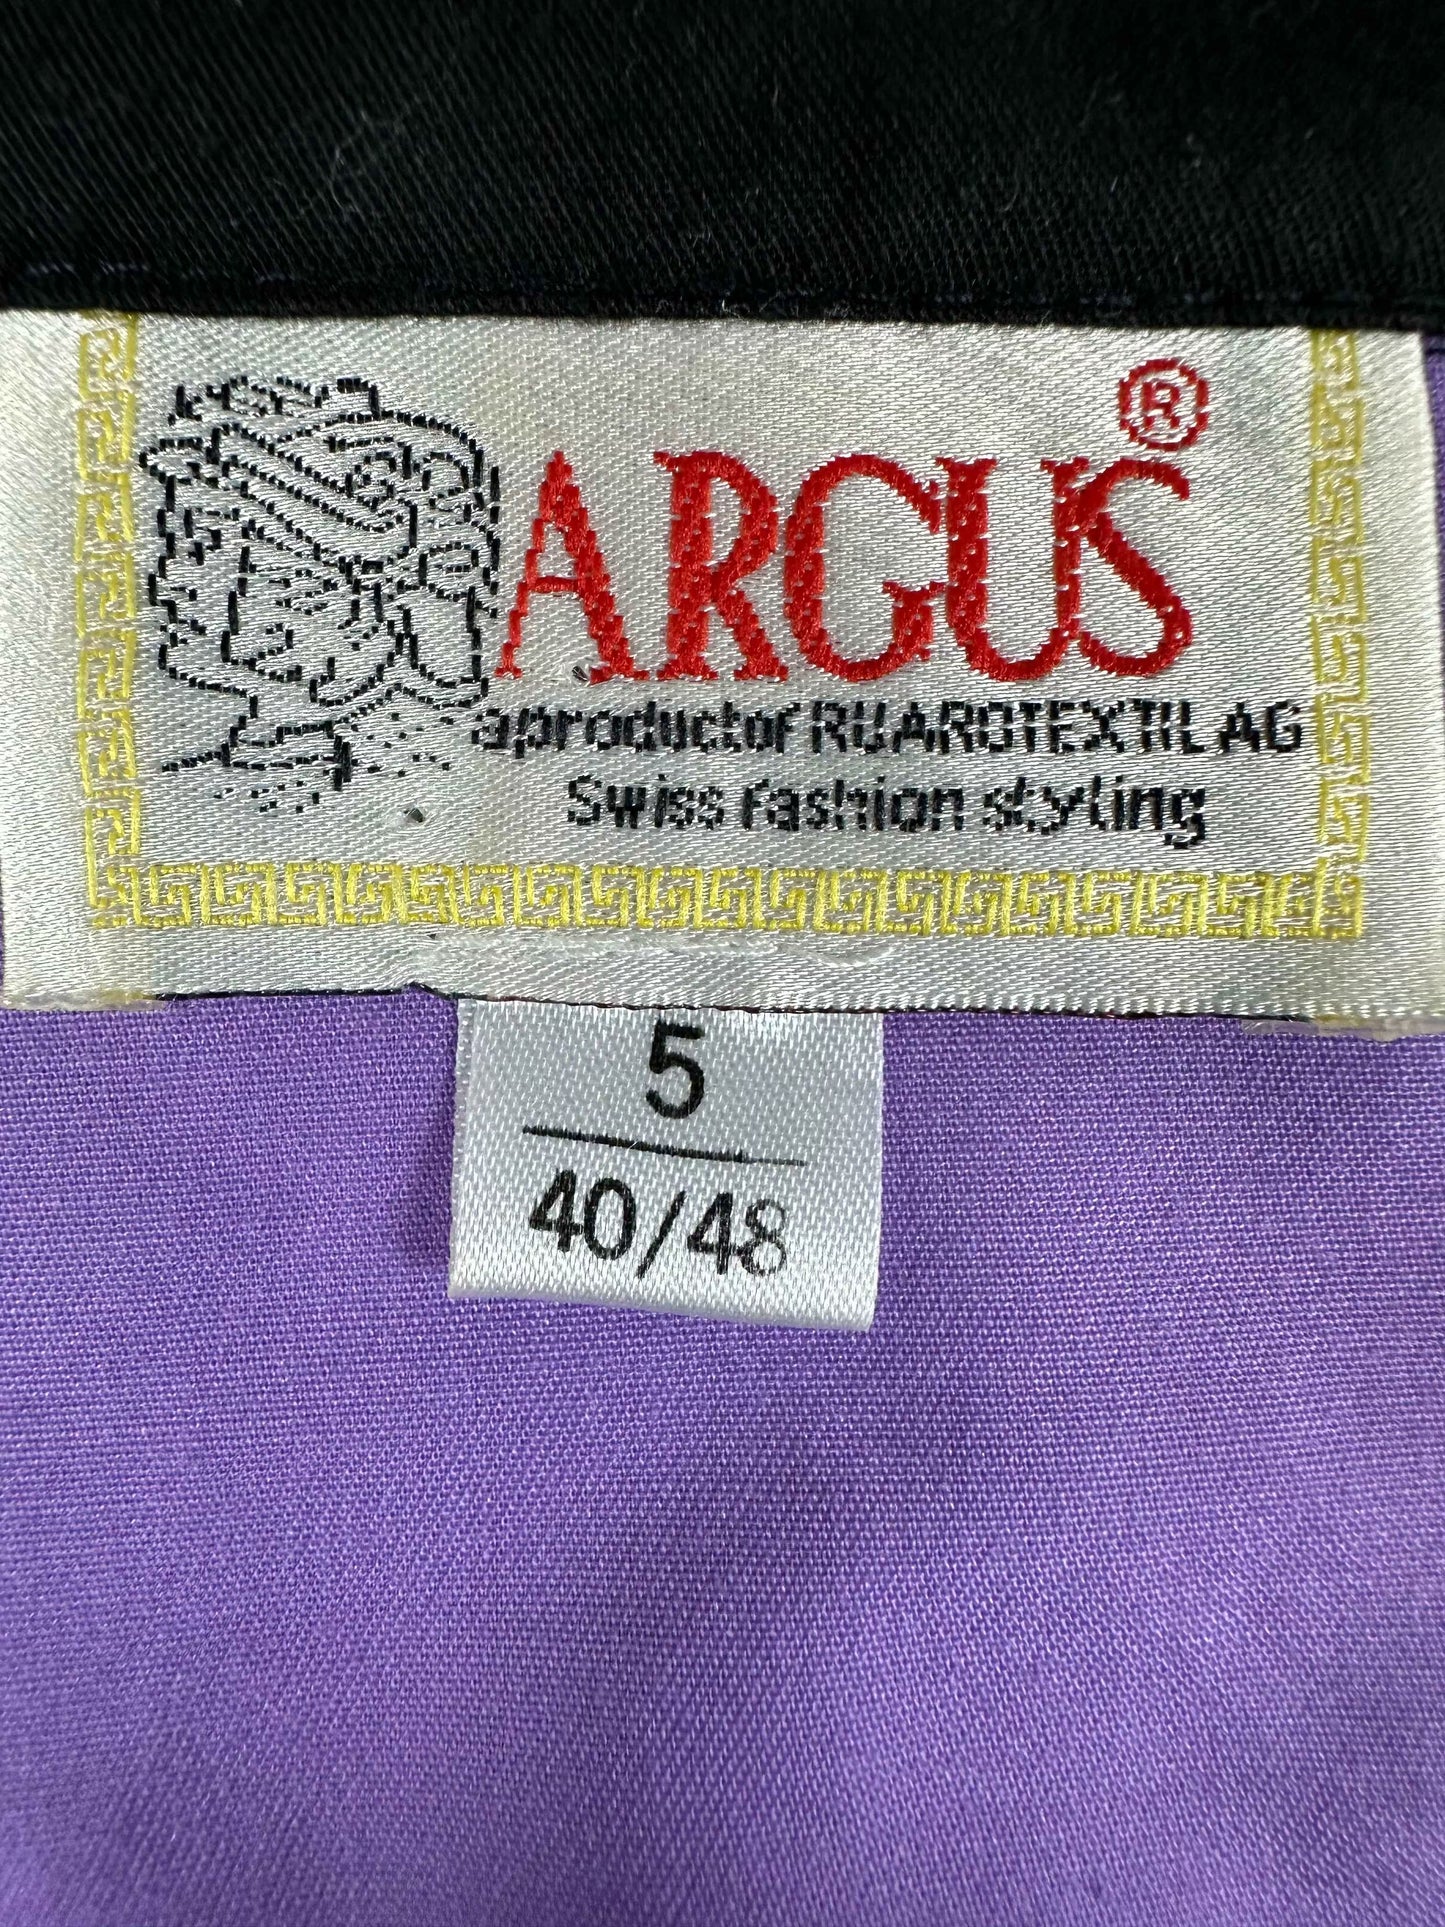 ARGUS ®
a product of RUAROTEXTIL AG
Swiss fashion styling
5
40/48